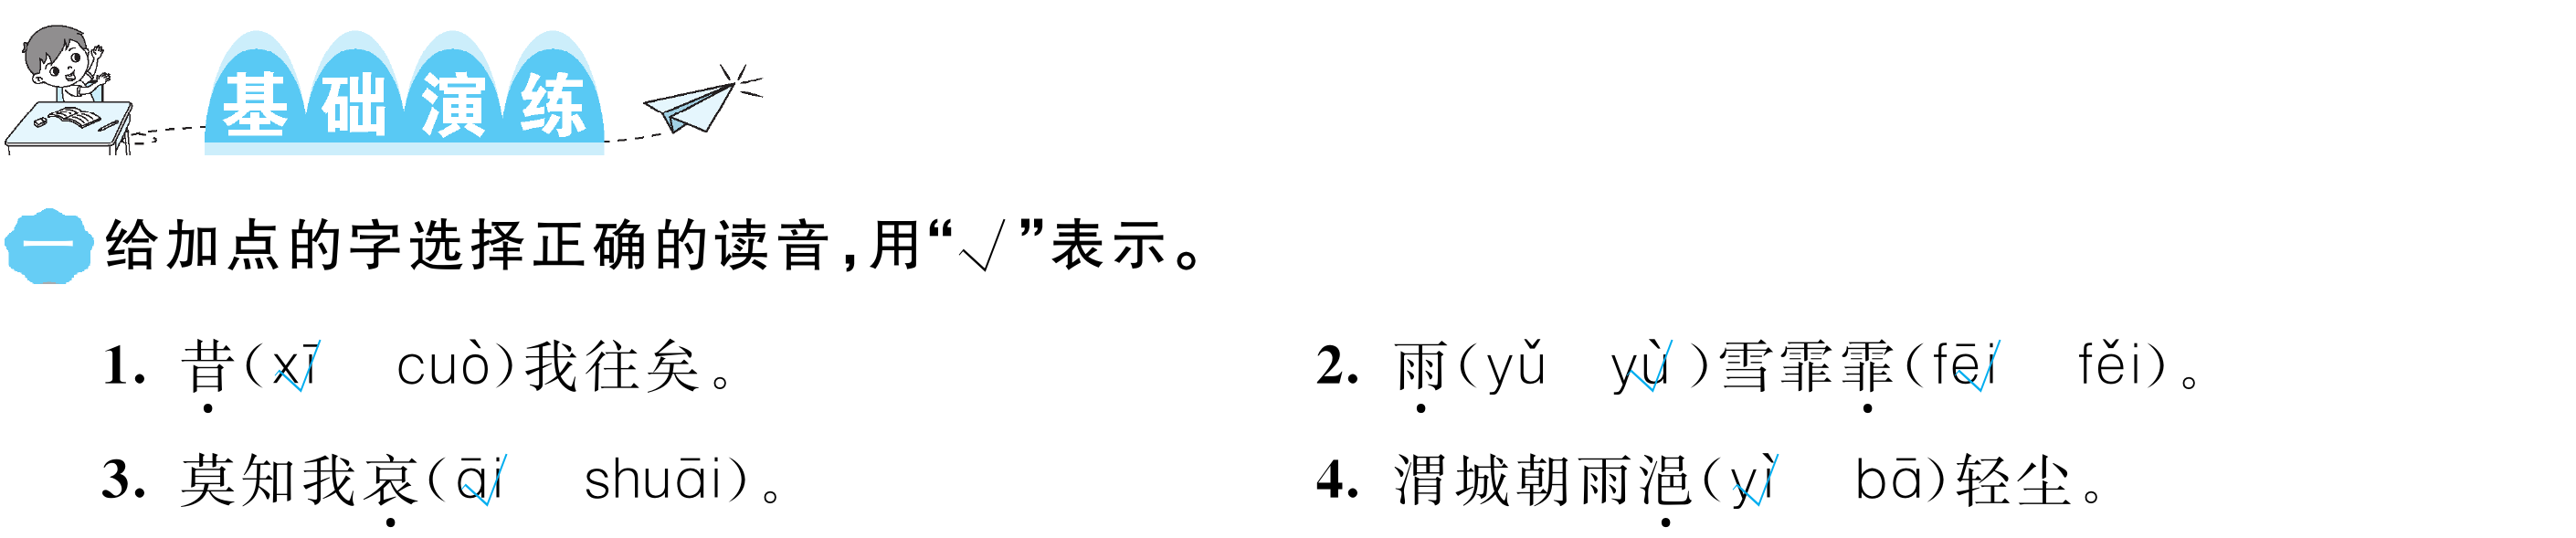 基础演练
一 给加点的字选择正确的读音,用“√”表示。
1. 昔(xī√ cuò)我往矣。 2. 雨(yǔ yù√)雪霏霏(fēi√ fěi)。
3. 莫知我哀(āi√ shuāi)。 4. 渭城朝雨浥(yì√ bā)轻尘。